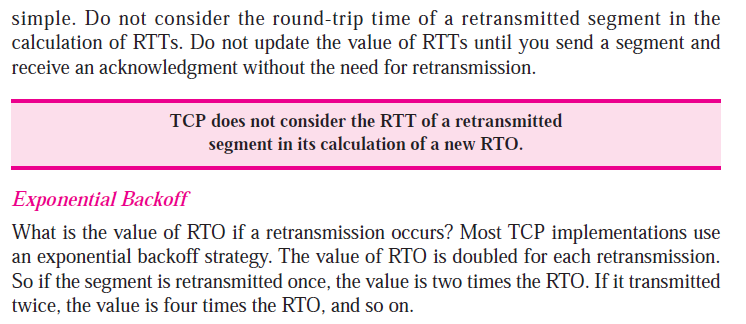 simple. Do not consider the round-trip time of a retransmitted segment in the
calculation of RTTs. Do not update the value of RTTs until you send a segment and
receive an acknowledgment without the need for retransmission.
TCP does not consider the RTT of a retransmitted
segment in its calculation of a new RTO.
Exponential Backoff
What is the value of RTO if a retransmission occurs? Most TCP implementations use
an exponential backoff strategy. The value of RTO is doubled for each retransmission.
So if the segment is retransmitted once, the value is two times the RTO. If it transmitted
twice, the value is four times the RTO, and so on.